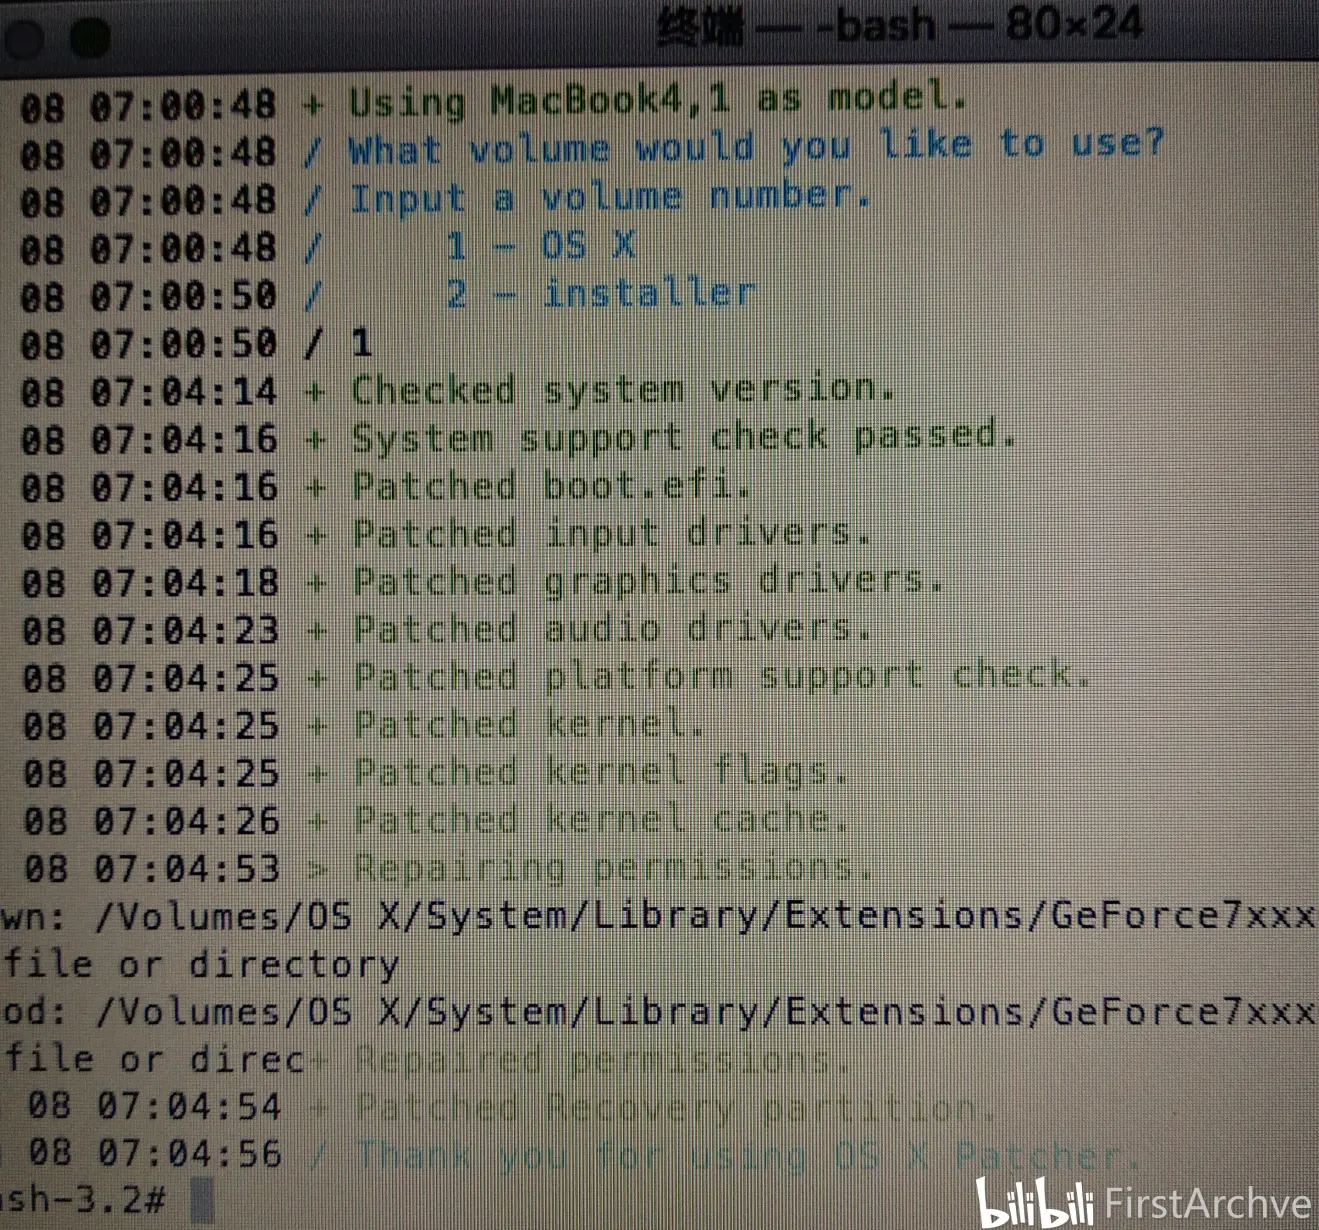 终端 — -bash — 80×24
08 07:00:48 + Using MacBook4,1 as model.
08 07:00:48 / What volume would you like to use?
08 07:00:48 / Input a volume number.
08 07:00:48 /     1 - OS X
08 07:00:50 /     2 - installer
08 07:00:50 / 1
08 07:04:14 + Checked system version.
08 07:04:16 + System support check passed.
08 07:04:16 + Patched boot.efi.
08 07:04:16 + Patched input drivers.
08 07:04:18 + Patched graphics drivers.
08 07:04:23 + Patched audio drivers.
08 07:04:25 + Patched platform support check.
08 07:04:25 + Patched kernel.
08 07:04:25 + Patched kernel flags.
08 07:04:26 + Patched kernel cache.
08 07:04:53 > Repairing permissions.
wn: /Volumes/OS X/System/Library/Extensions/GeForce7xxx
file or directory
od: /Volumes/OS X/System/Library/Extensions/GeForce7xxx
file or direc+ Repaired permissions.
08 07:04:54 + Patched Recovery partition.
08 07:04:56 / Thank you for using OS X Patcher.
sh-3.2#
bilibili FirstArchve